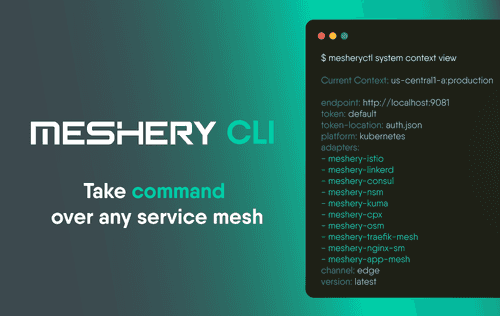 MESHERY CLI
Take command
over any service mesh
$ mesheryctl system context view
Current Context: us-central1-a:production
endpoint: http://localhost:9081
token: default
token-location: auth.json
platform: kubernetes
adapters:
- meshery-istio
- meshery-linkerd
- meshery-consul
- meshery-nsm
- meshery-kuma
- meshery-cpx
- meshery-osm
- meshery-traefik-mesh
- meshery-nginx-sm
- meshery-app-mesh
channel: edge
version: latest